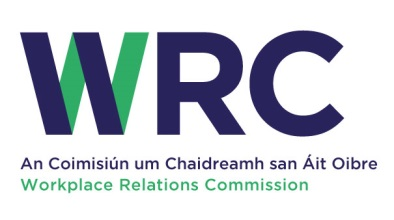 WRC
An Coimisiún um Chaidreamh san Áit Oibre
Workplace Relations Commission